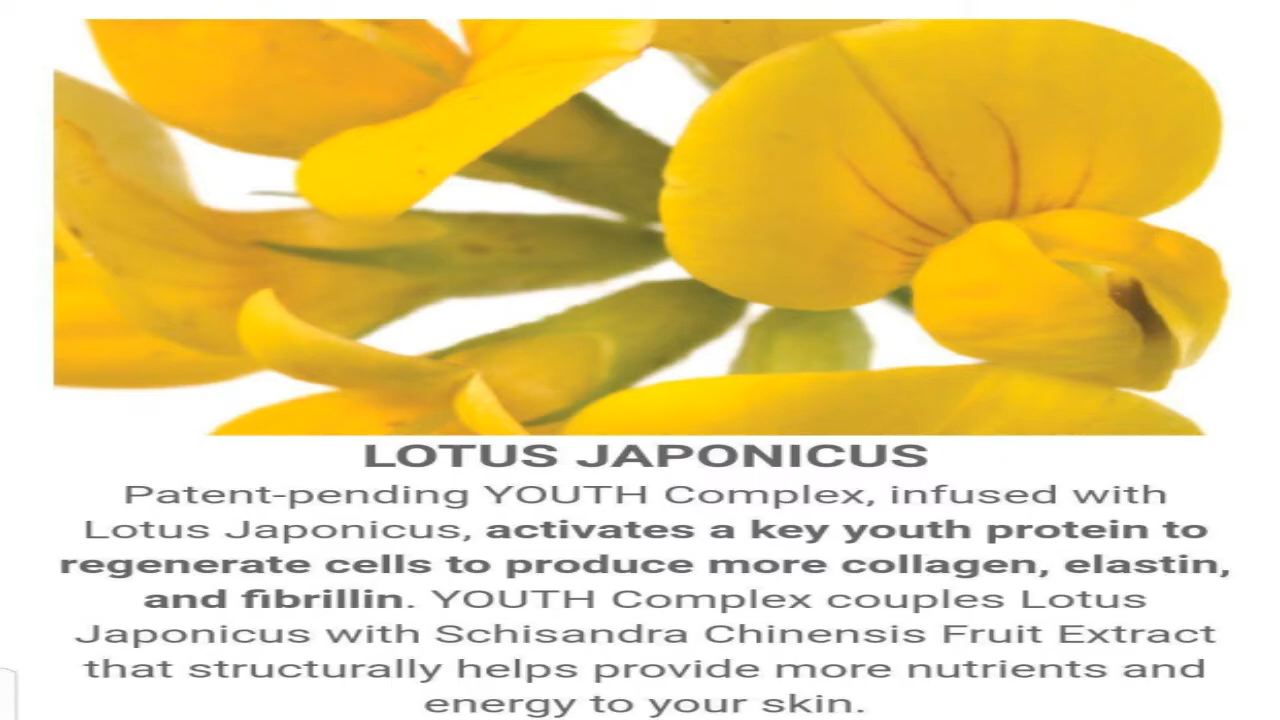 LOTUS JAPONICUS
Patent-pending YOUTH Complex, infused with
Lotus Japonicus, activates a key youth protein to
regenerate cells to produce more collagen, elastin,
and fibrillin. YOUTH Complex couples Lotus
Japonicus with Schisandra Chinensis Fruit Extract
that structurally helps provide more nutrients and
energy to your skin.